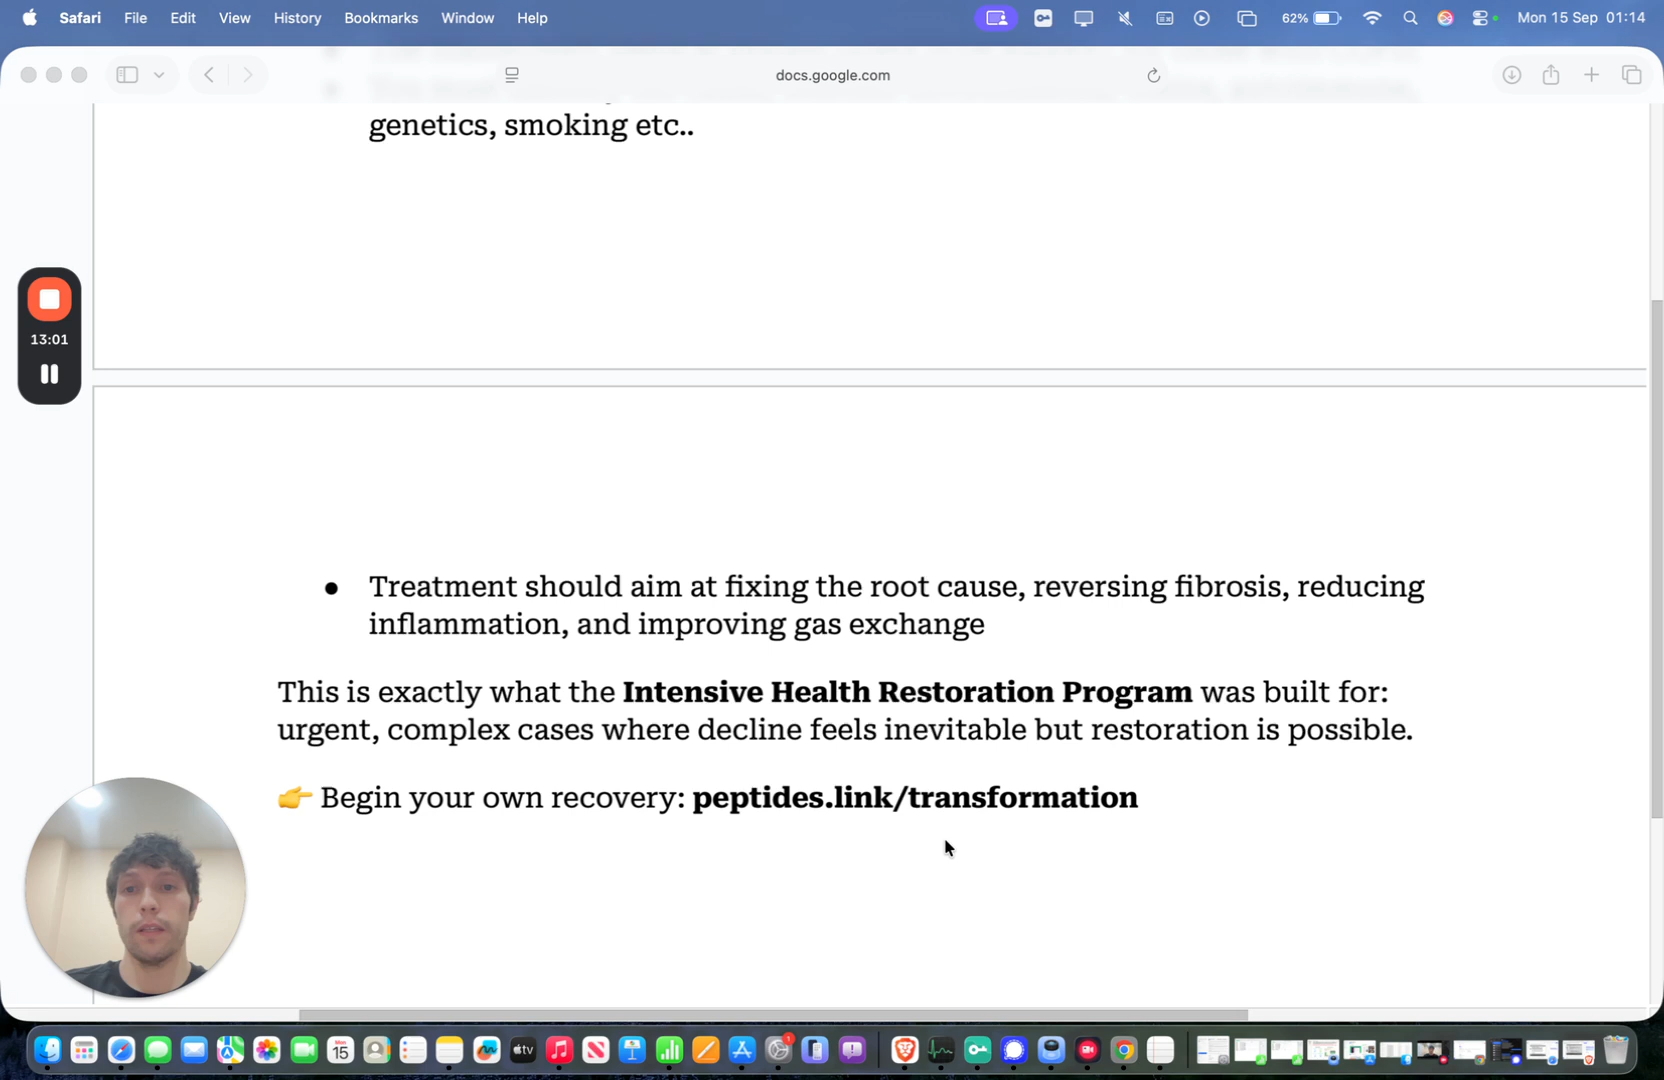 Safari File Edit View History Bookmarks Window Help 62% Mon 15 Sep 01:14
docs.google.com
genetics, smoking etc..
13:01
● Treatment should aim at fixing the root cause, reversing fibrosis, reducing
inflammation, and improving gas exchange
This is exactly what the Intensive Health Restoration Program was built for:
urgent, complex cases where decline feels inevitable but restoration is possible.
👉 Begin your own recovery: peptides.link/transformation
Mon
15
tv
1